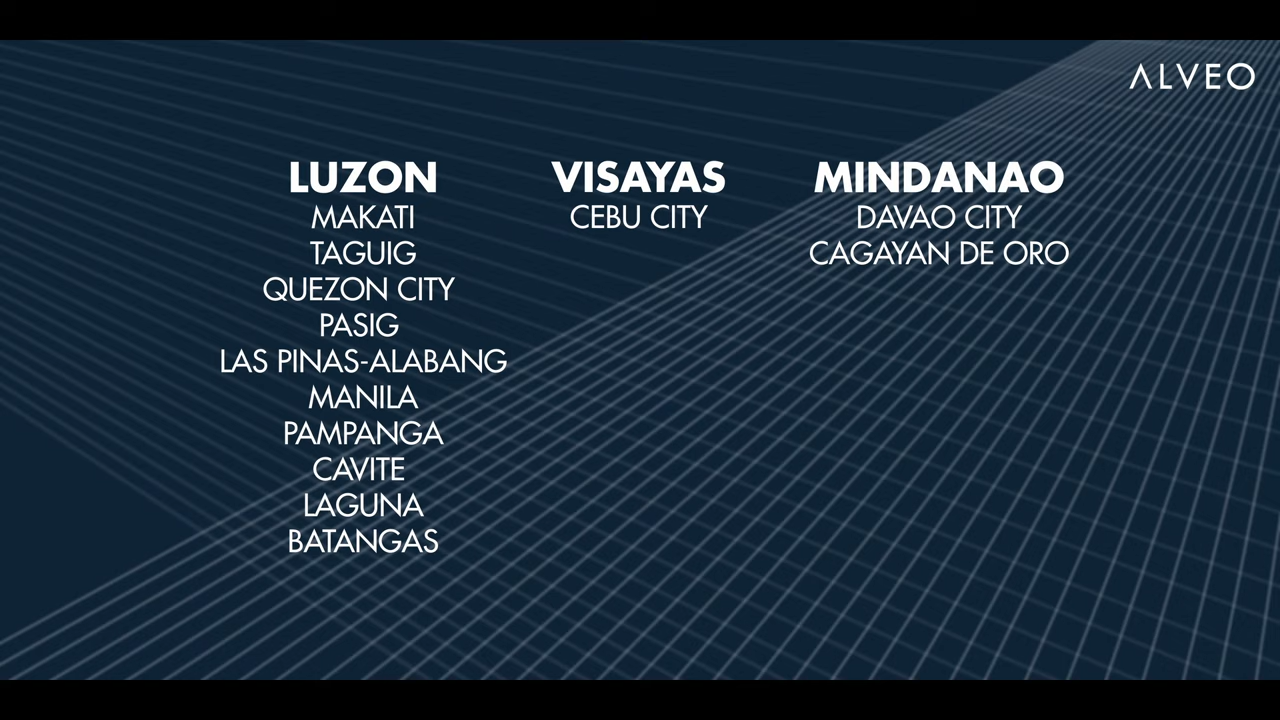 ALVEO
LUZON
MAKATI
TAGUIG
QUEZON CITY
PASIG
LAS PINAS-ALABANG
MANILA
PAMPANGA
CAVITE
LAGUNA
BATANGAS
VISAYAS
CEBU CITY
MINDANAO
DAVAO CITY
CAGAYAN DE ORO